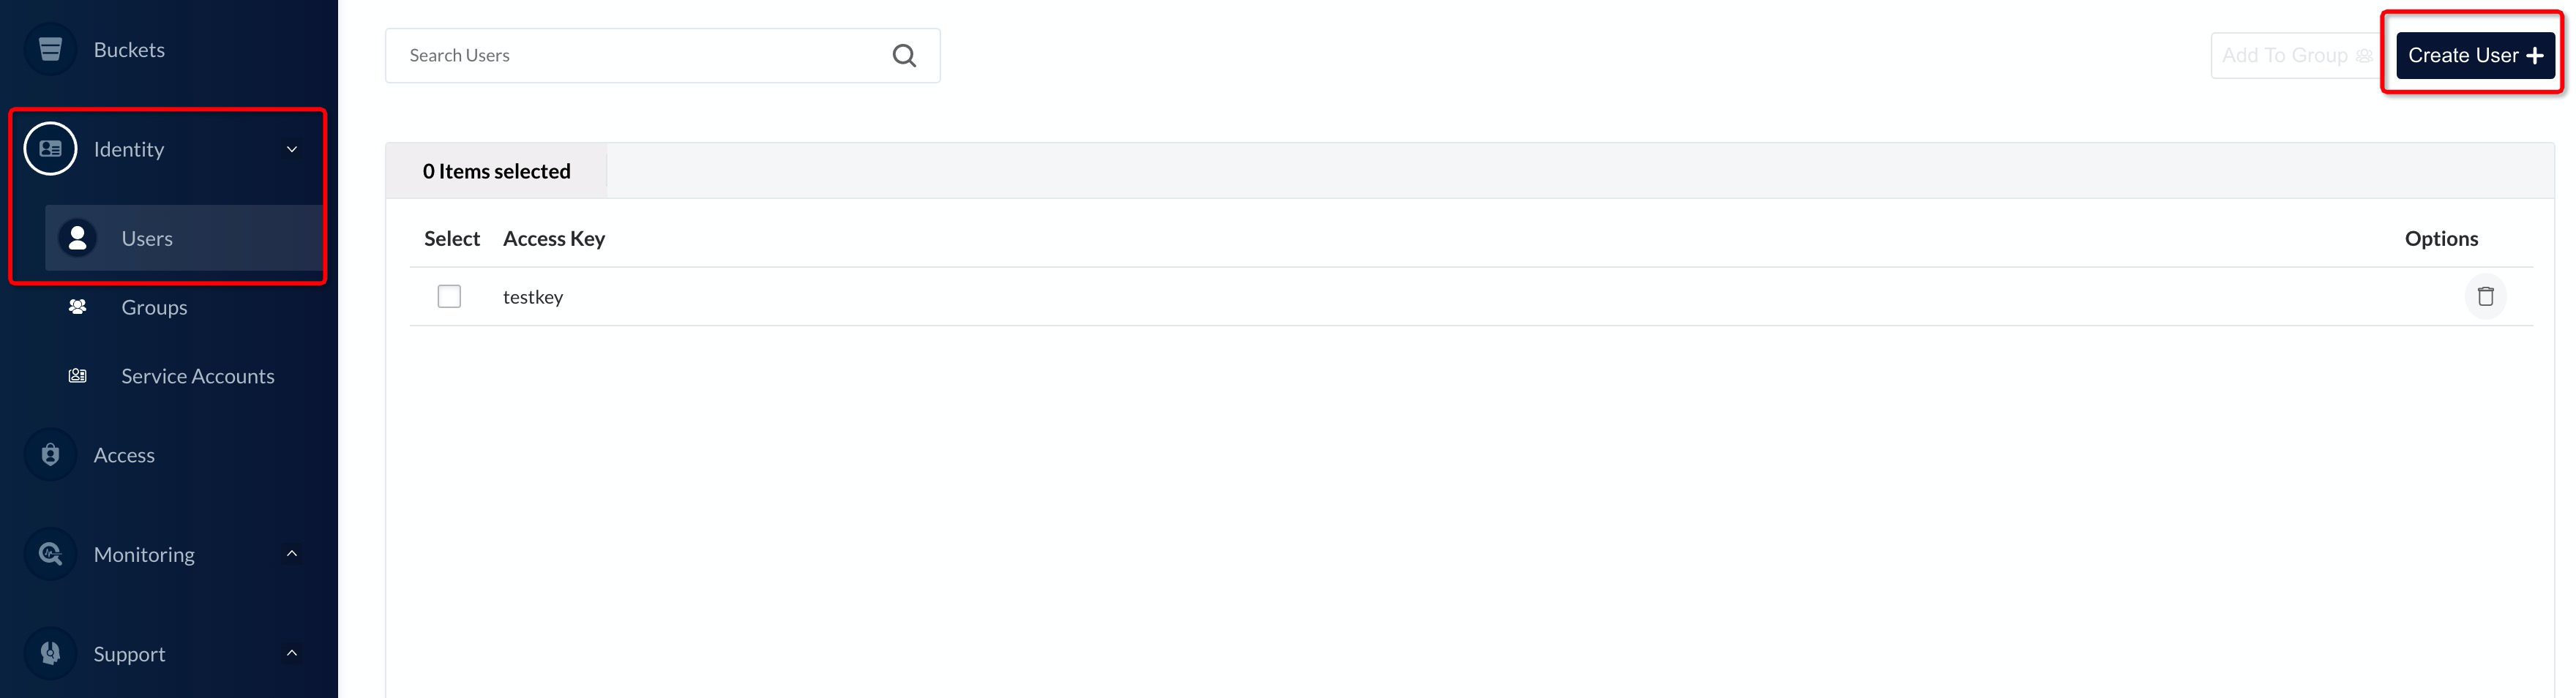 Buckets
Identity
Users
Groups
Service Accounts
Access
Monitoring
Support
Search Users
Add To Group
Create User
0 Items selected
Select Access Key Options
testkey